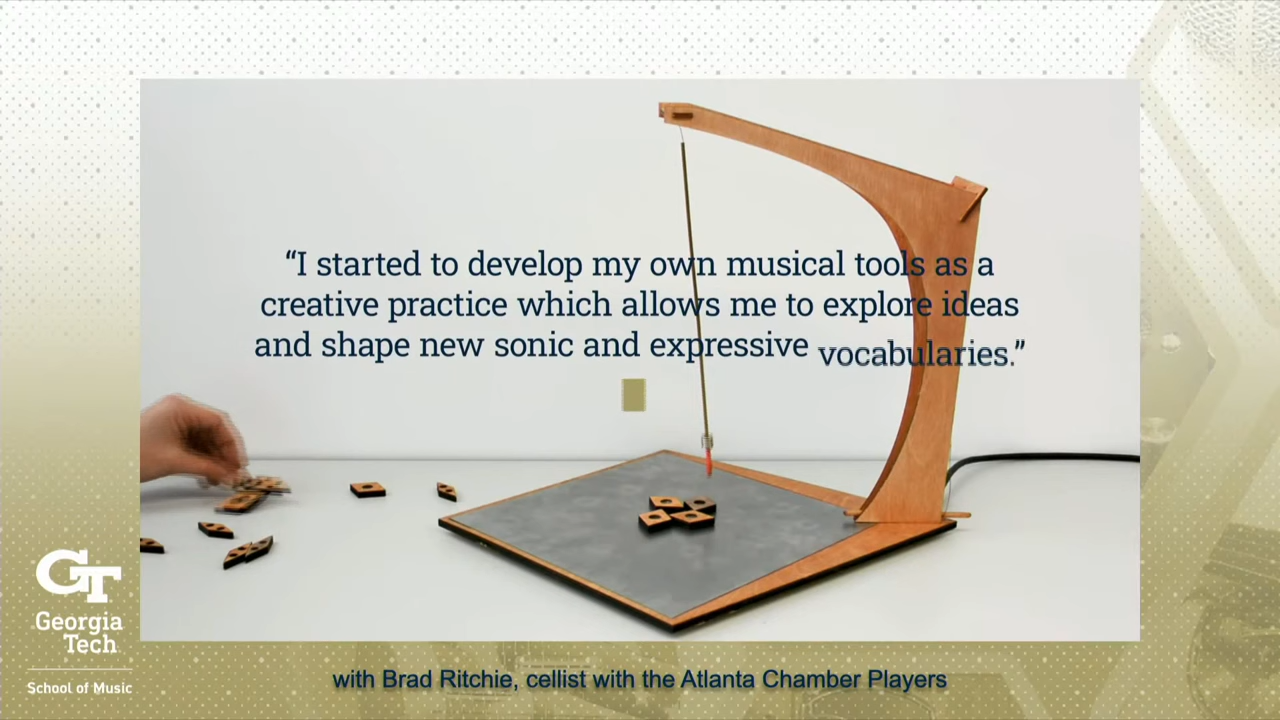 “I started to develop my own musical tools as a
creative practice which allows me to explore ideas
and shape new sonic and expressive vocabularies.”
GT
Georgia
Tech
School of Music
with Brad Ritchie, cellist with the Atlanta Chamber Players